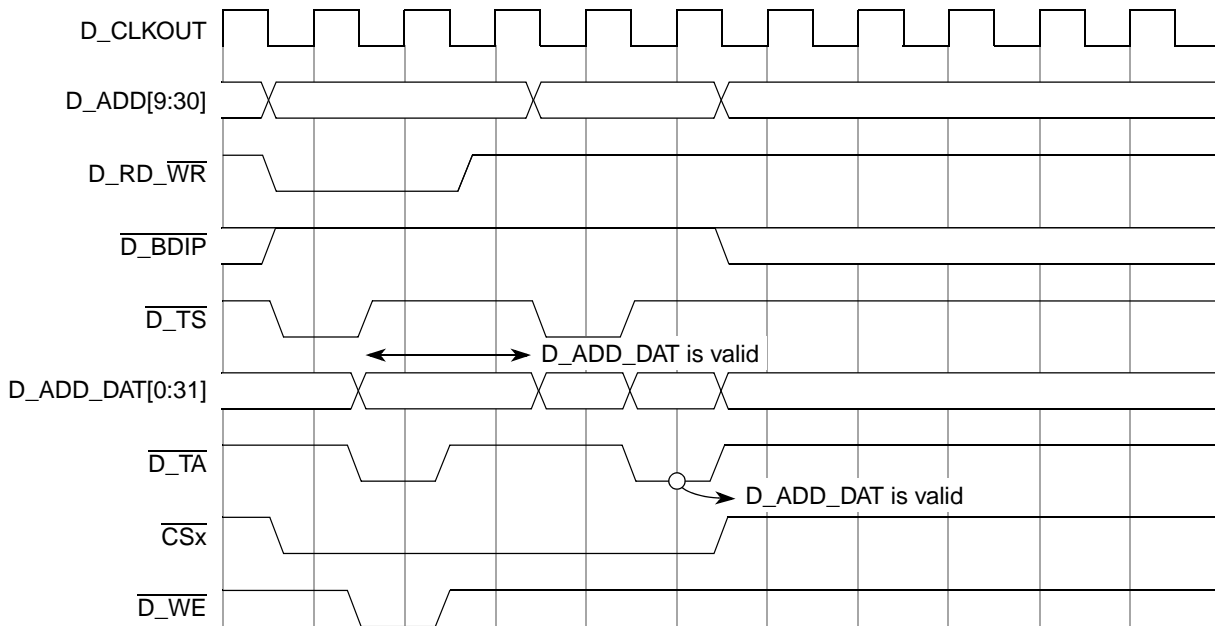 D_CLKOUT
D_ADD[9:30]
D_RD_WR
D_BDIP
D_TS
D_ADD_DAT is valid
D_ADD_DAT[0:31]
D_TA
D_ADD_DAT is valid
CSx
D_WE